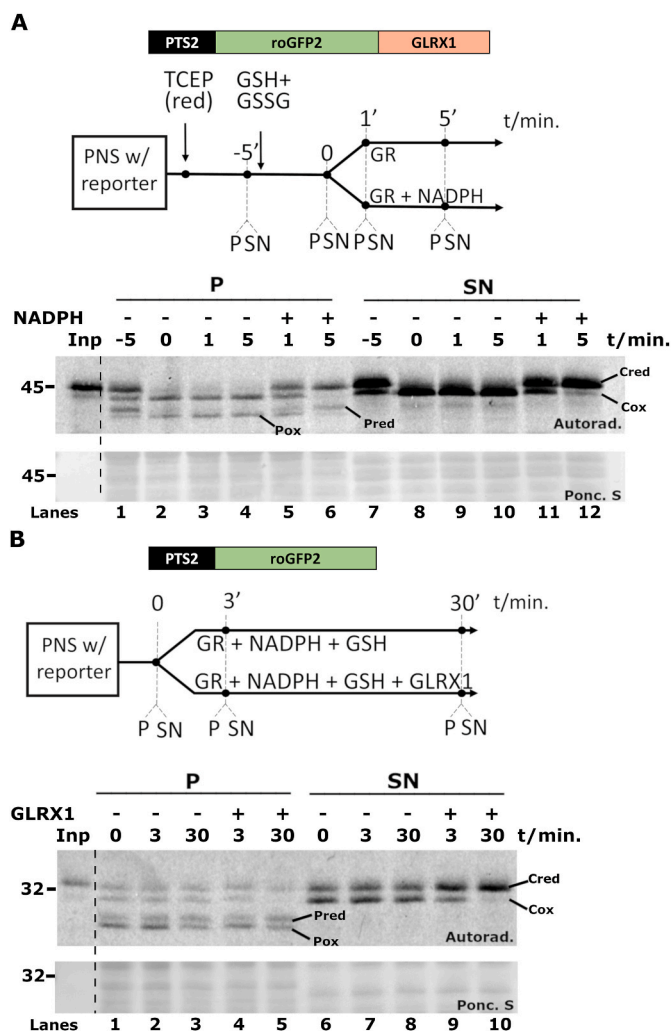 A
PTS2 roGFP2 GLRX1
TCEP GSH+
(red) GSSG
-5' 0 1' 5' t/min.
PNS w/
reporter
GR
GR + NADPH
P SN P SN P SN P SN
P SN
NADPH - - - - + + - - - - + +
Inp -5 0 1 5 1 5 -5 0 1 5 1 5 t/min.
45
Cred
Cox
Pox
Pred
Autorad.
45
Ponc. S
Lanes 1 2 3 4 5 6 7 8 9 10 11 12
B
PTS2 roGFP2
0 3' 30' t/min.
PNS w/
reporter
GR + NADPH + GSH
GR + NADPH + GSH + GLRX1
P SN P SN P SN
P SN
GLRX1 - - - + + - - - + +
Inp 0 3 30 3 30 0 3 30 3 30 t/min.
32
Cred
Cox
Pred
Pox
Autorad.
32
Ponc. S
Lanes 1 2 3 4 5 6 7 8 9 10